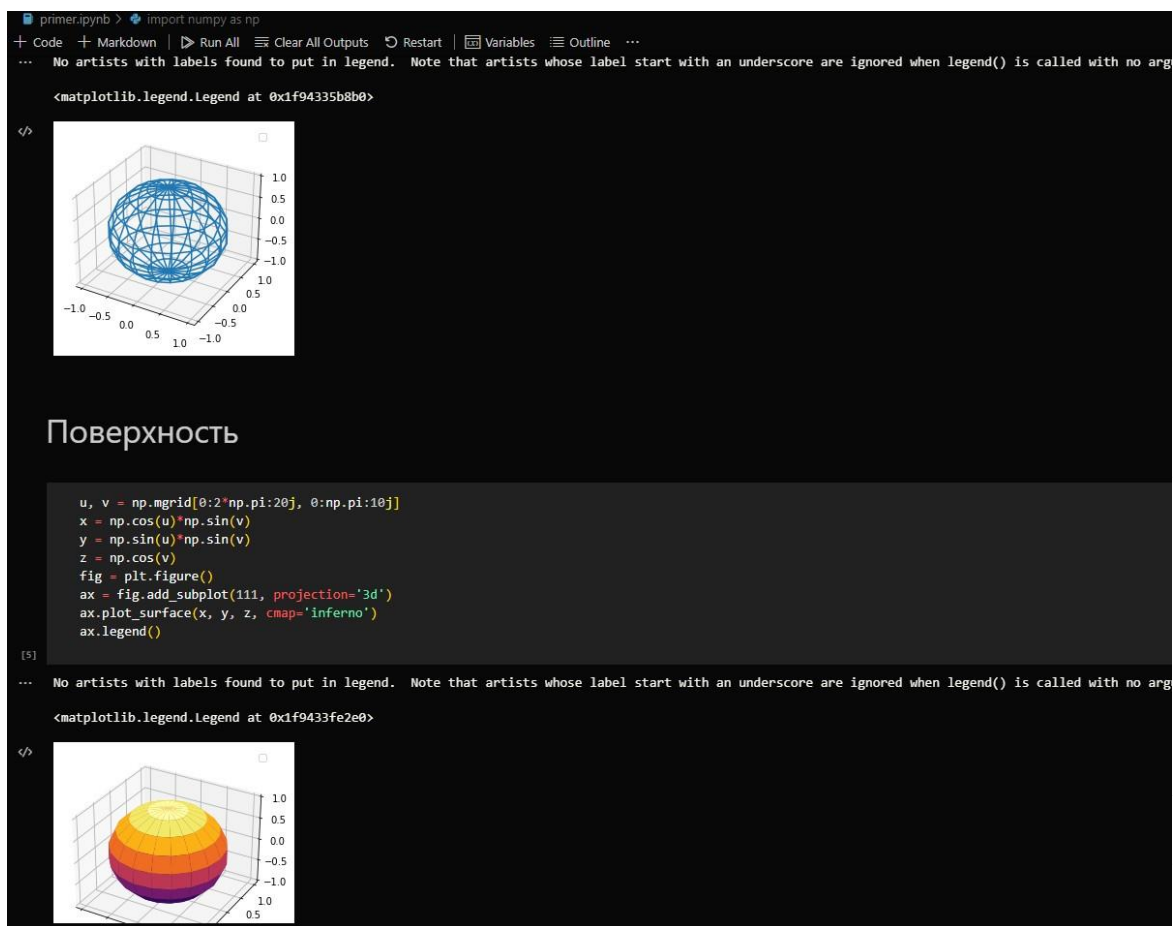 primer.ipynb > import numpy as np
+ Code + Markdown | Run All Clear All Outputs Restart | Variables Outline ...
... No artists with labels found to put in legend. Note that artists whose label start with an underscore are ignored when legend() is called with no arg
<matplotlib.legend.Legend at 0x1f94335b8b0>
</>
1.0
0.5
0.0
−0.5
−1.0
1.0
0.5
0.0
−0.5
−1.0
−1.0
−0.5
0.0
0.5
1.0
Поверхность
u, v = np.mgrid[0:2*np.pi:20j, 0:np.pi:10j]
x = np.cos(u)*np.sin(v)
y = np.sin(u)*np.sin(v)
z = np.cos(v)
fig = plt.figure()
ax = fig.add_subplot(111, projection='3d')
ax.plot_surface(x, y, z, cmap='inferno')
ax.legend()
[5]
... No artists with labels found to put in legend. Note that artists whose label start with an underscore are ignored when legend() is called with no arg
<matplotlib.legend.Legend at 0x1f9433fe2e0>
</>
1.0
0.5
0.0
−0.5
−1.0
1.0
0.5